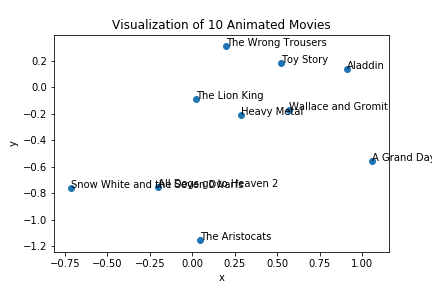 Visualization of 10 Animated Movies
The Wrong Trousers
Toy Story
Aladdin
The Lion King
Wallace and Gromit
Heavy Metal
A Grand Day
Snow White and the Seven Dwarfs
All Dogs go to Heaven 2
The Aristocats
y
0.2
0.0
−0.2
−0.4
−0.6
−0.8
−1.0
−1.2
−0.75 −0.50 −0.25 0.00 0.25 0.50 0.75 1.00
x